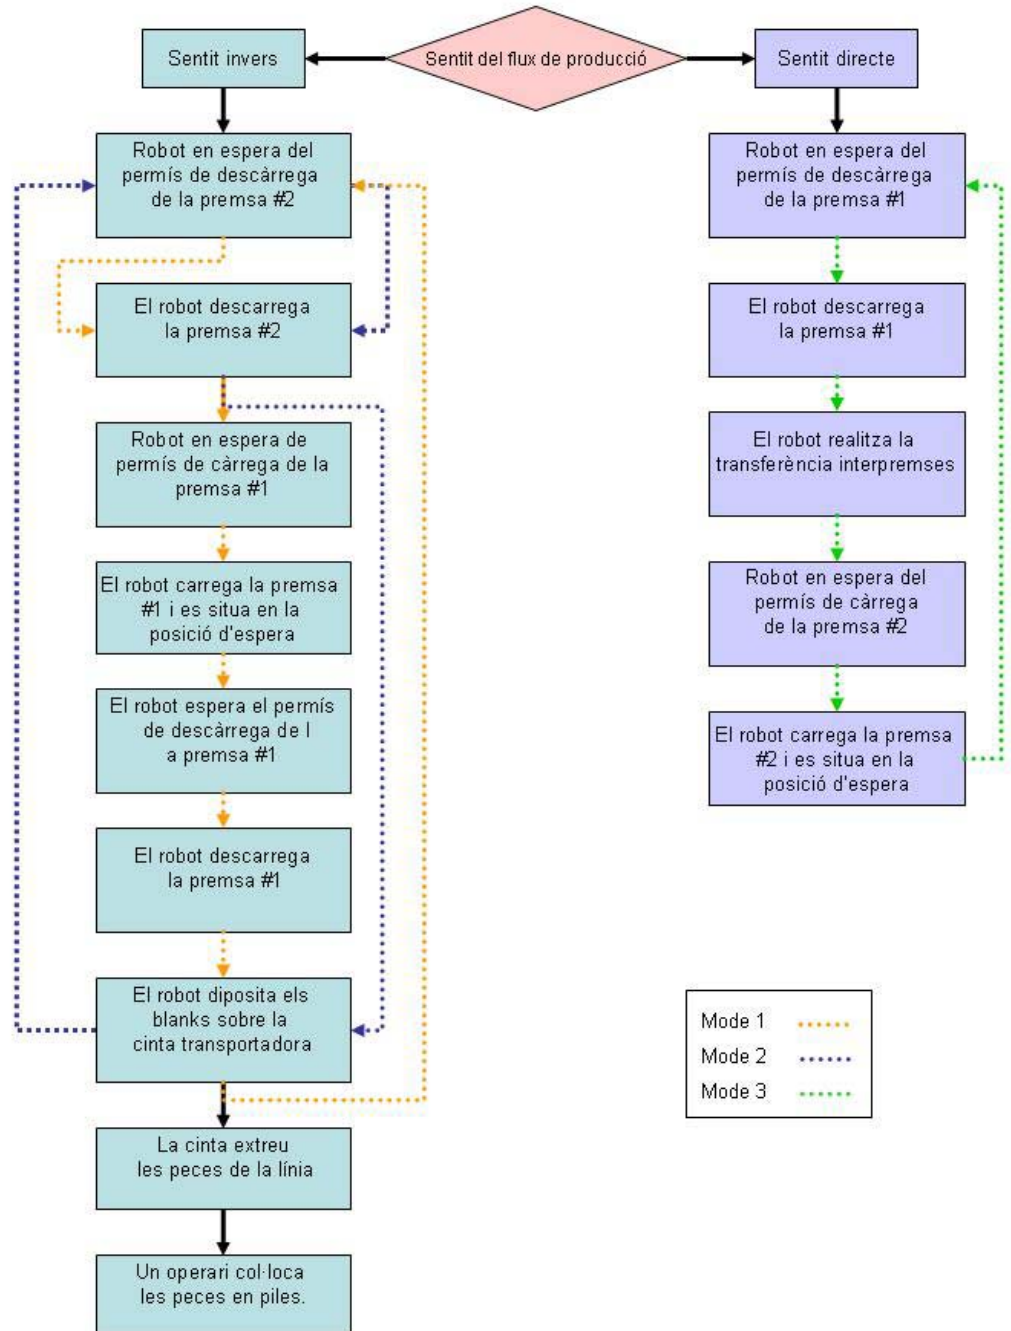 Sentit del flux de producció
Sentit invers
Robot en espera del
permís de descàrrega
de la premsa #2
El robot descarrega
la premsa #2
Robot en espera de
permís de càrrega de la
premsa #1
El robot carrega la premsa
#1 i es situa en la
posició d'espera
El robot espera el permís
de descàrrega de l
a premsa #1
El robot descarrega
la premsa #1
El robot diposita els
blanks sobre la
cinta transportadora
La cinta extreu
les peces de la línia
Un operari col·loca
les peces en piles.
Sentit directe
Robot en espera del
permís de descàrrega
de la premsa #1
El robot descarrega
la premsa #1
El robot realitza la
transferència interpremses
Robot en espera del
permís de càrrega
de la premsa #2
El robot carrega la premsa
#2 i es situa en la
posició d'espera
Mode 1
Mode 2
Mode 3